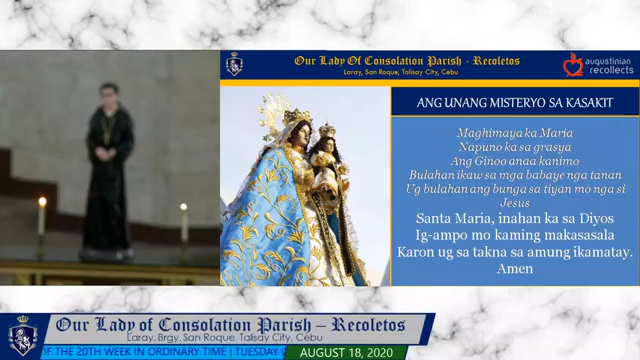 Our Lady Of Consolation Parish - Recoletos
Laray, San Roque, Talisay City, Cebu
augustinian
recollects
ANG UNANG MISTERYO SA KASAKIT
Maghimaya ka Maria
Napuno ka sa grasya
Ang Ginoo anaa kanimo
Bulahan ikaw sa mga babaye nga tanan
Ug bulahan ang bunga sa tiyan mo nga si
Jesus
Santa Maria, inahan ka sa Diyos
Ig-ampo mo kaming makasasala
Karon ug sa takna sa among ikamatay.
Amen
Our Lady of Consolation Parish – Recoletos
Laray, Brgy. San Roque, Talisay City, Cebu
OF THE 20TH WEEK IN ORDINARY TIME | TUESDAY
AUGUST 18, 2020